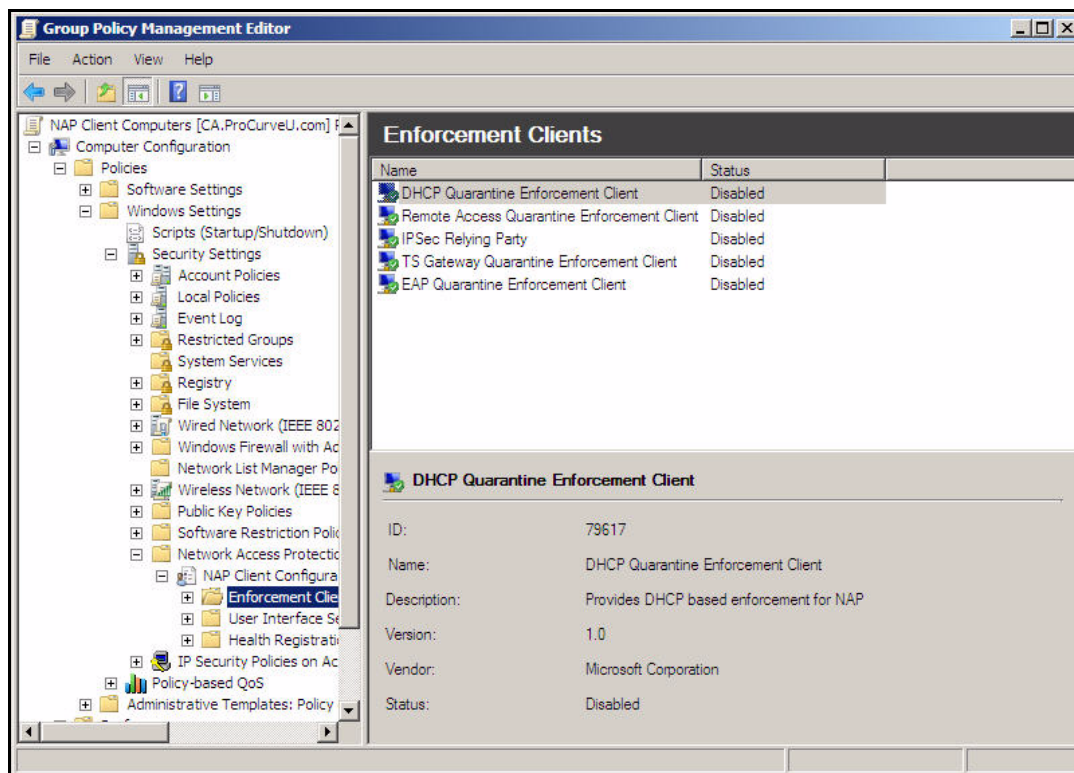 Group Policy Management Editor
File Action View Help
NAP Client Computers [CA.ProCurveU.com]
Computer Configuration
Policies
Software Settings
Windows Settings
Scripts (Startup/Shutdown)
Security Settings
Account Policies
Local Policies
Event Log
Restricted Groups
System Services
Registry
File System
Wired Network (IEEE 802
Windows Firewall with Ad
Network List Manager Po
Wireless Network (IEEE 8
Public Key Policies
Software Restriction Polic
Network Access Protectio
NAP Client Configura
Enforcement Clie
User Interface Se
Health Registrati
IP Security Policies on Ac
Policy-based QoS
Administrative Templates: Policy
Enforcement Clients
Name Status
DHCP Quarantine Enforcement Client Disabled
Remote Access Quarantine Enforcement Client Disabled
IPSec Relying Party Disabled
TS Gateway Quarantine Enforcement Client Disabled
EAP Quarantine Enforcement Client Disabled
DHCP Quarantine Enforcement Client
ID: 79617
Name: DHCP Quarantine Enforcement Client
Description: Provides DHCP based enforcement for NAP
Version: 1.0
Vendor: Microsoft Corporation
Status: Disabled